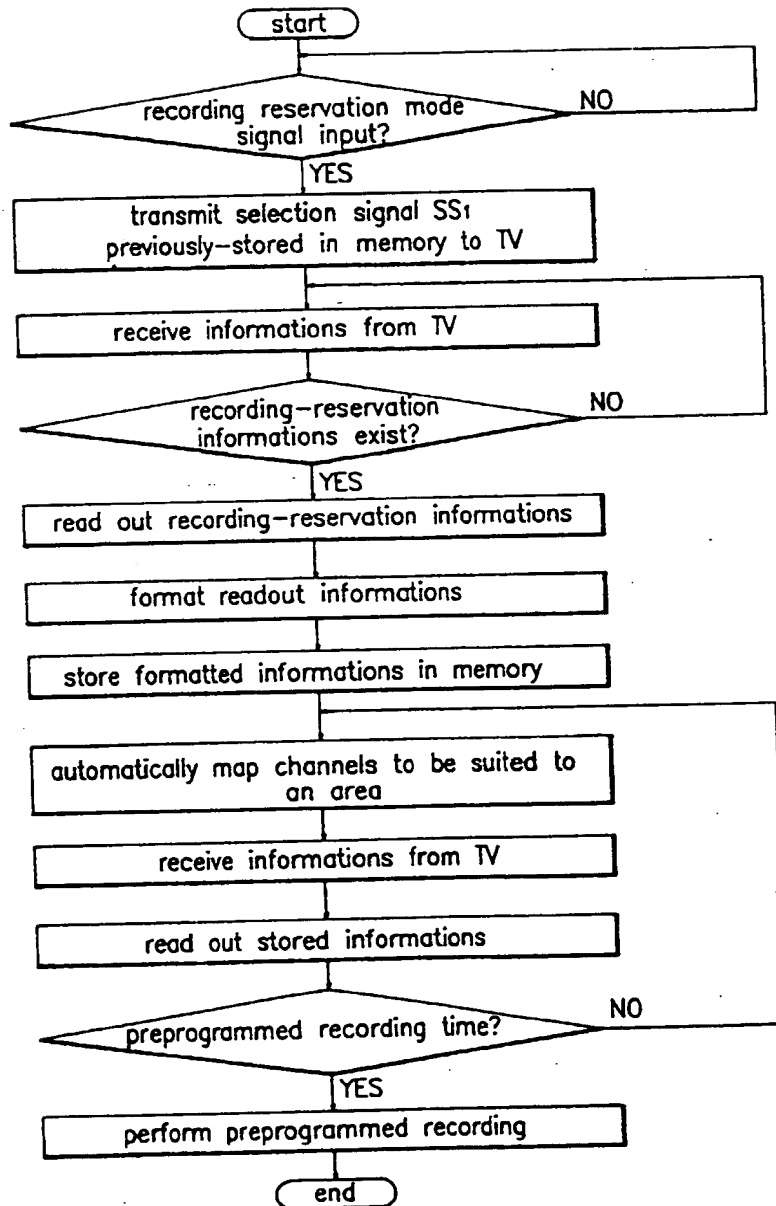 start
recording reservation mode
signal input?
NO
YES
transmit selection signal SS1
previously-stored in memory to TV
receive informations from TV
recording-reservation
informations exist?
NO
YES
read out recording-reservation informations
format readout informations
store formatted informations in memory
automatically map channels to be suited to
an area
receive informations from TV
read out stored informations
preprogrammed recording time?
NO
YES
perform preprogrammed recording
end